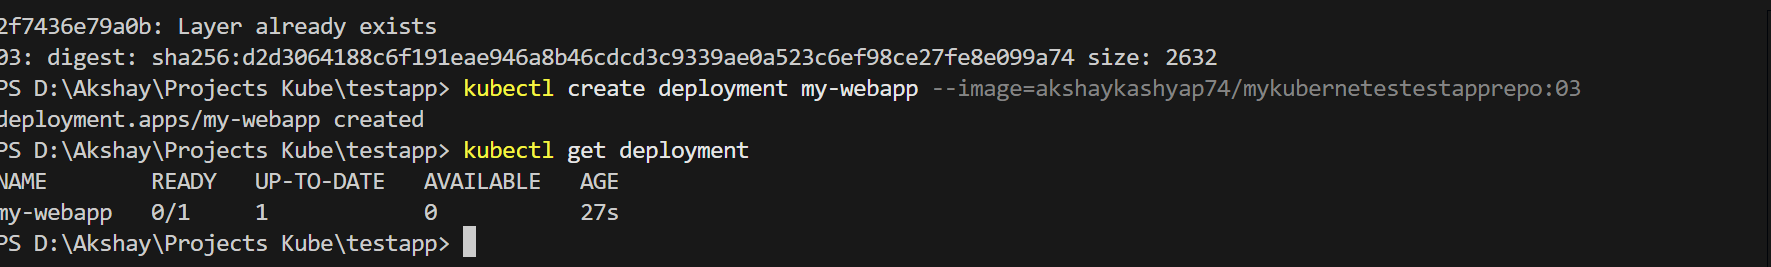 2f7436e79a0b: Layer already exists
03: digest: sha256:d2d3064188c6f191eae946a8b46cdcd3c9339ae0a523c6ef98ce27fe8e099a74 size: 2632
PS D:\Akshay\Projects Kube\testapp> kubectl create deployment my-webapp --image=akshaykashyap74/mykubernetestestapprepo:03
deployment.apps/my-webapp created
PS D:\Akshay\Projects Kube\testapp> kubectl get deployment
NAME        READY   UP-TO-DATE   AVAILABLE   AGE
my-webapp   0/1     1            0           27s
PS D:\Akshay\Projects Kube\testapp>